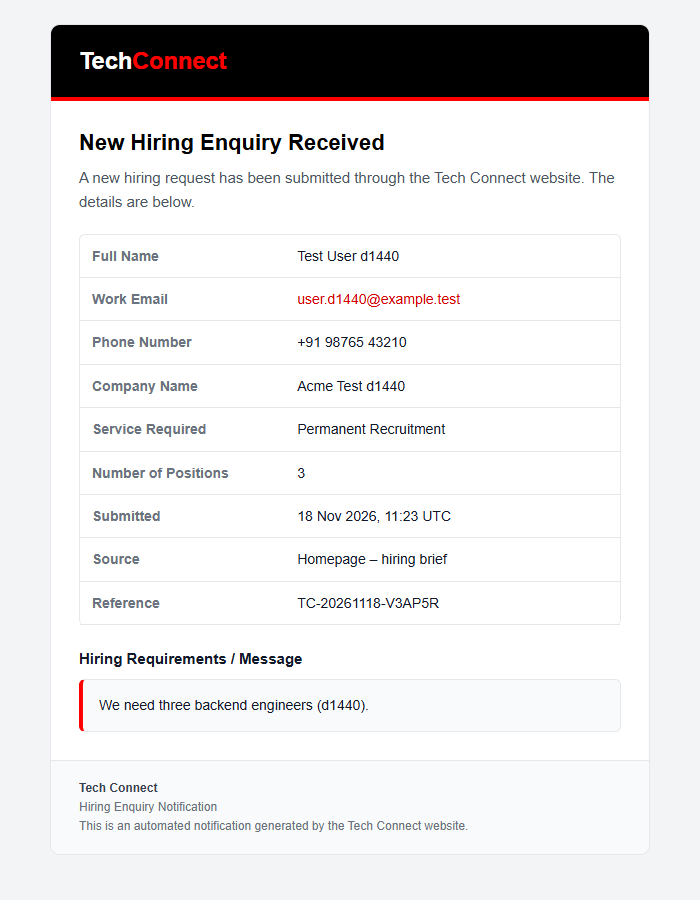 TechConnect
New Hiring Enquiry Received
A new hiring request has been submitted through the Tech Connect website. The
details are below.
Full Name Test User d1440
Work Email user.d1440@example.test
Phone Number +91 98765 43210
Company Name Acme Test d1440
Service Required Permanent Recruitment
Number of Positions 3
Submitted 18 Nov 2026, 11:23 UTC
Source Homepage – hiring brief
Reference TC-20261118-V3AP5R
Hiring Requirements / Message
We need three backend engineers (d1440).
Tech Connect
Hiring Enquiry Notification
This is an automated notification generated by the Tech Connect website.